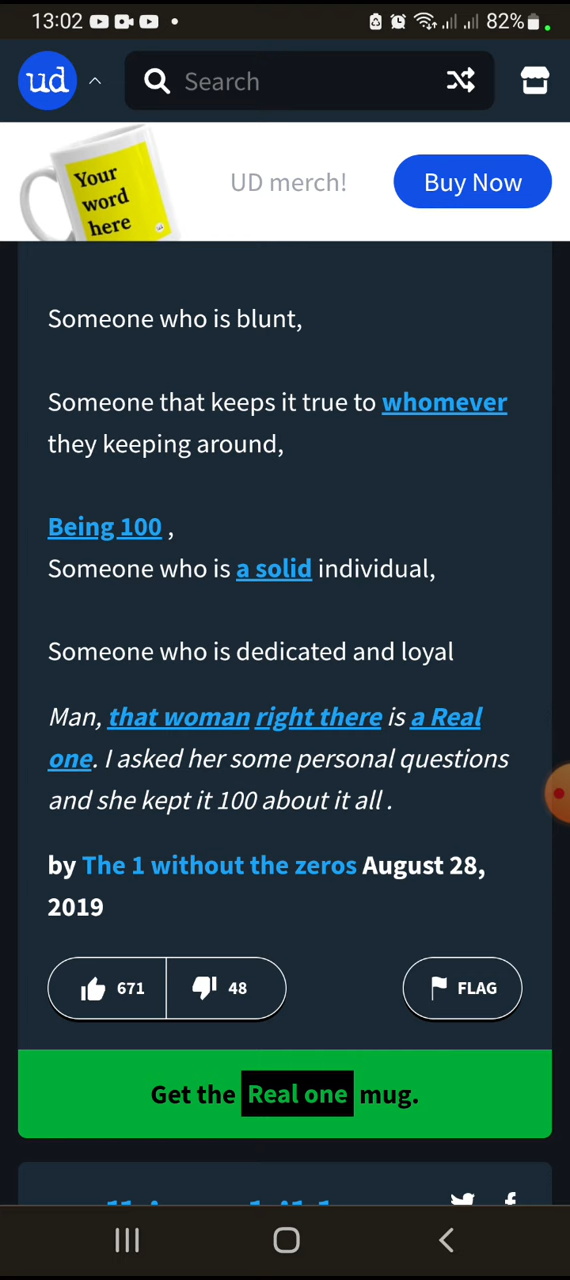 13:02 82%
ud Search
Your
word
here
UD merch! Buy Now
Someone who is blunt,
Someone that keeps it true to whomever
they keeping around,
Being 100 ,
Someone who is a solid individual,
Someone who is dedicated and loyal
Man, that woman right there is a Real
one. I asked her some personal questions
and she kept it 100 about it all .
by The 1 without the zeros August 28,
2019
671 48 FLAG
Get the Real one mug.